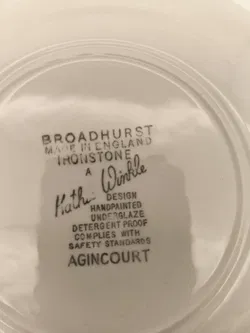 BROADHURST
MADE IN ENGLAND
IRONSTONE
A
Kathie Winkle
DESIGN
HANDPAINTED
UNDERGLAZE
DETERGENT PROOF
COMPLIES WITH
SAFETY STANDARDS
AGINCOURT